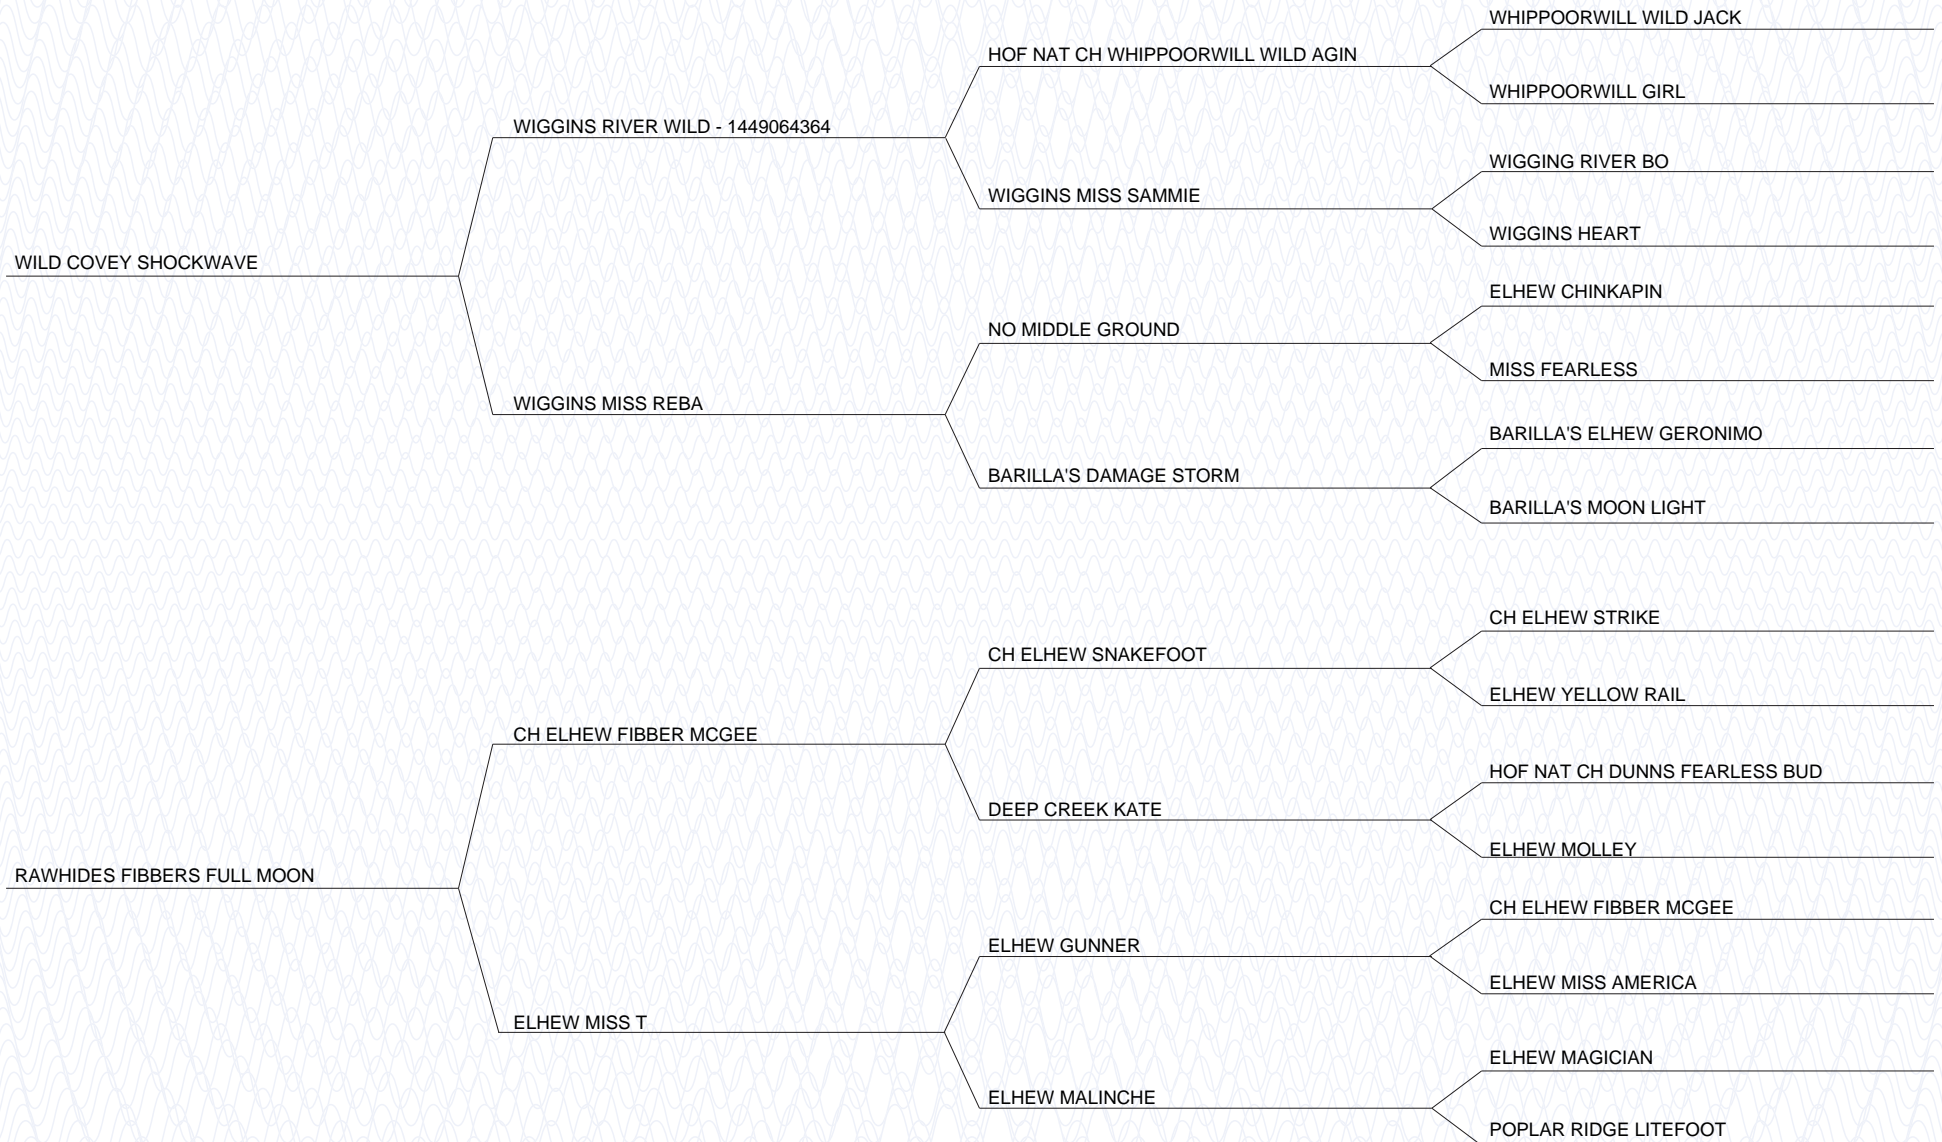 WHIPPOORWILL WILD JACK
HOF NAT CH WHIPPOORWILL WILD AGIN
WHIPPOORWILL GIRL
WIGGINS RIVER WILD - 1449064364
WIGGING RIVER BO
WIGGINS MISS SAMMIE
WIGGINS HEART
WILD COVEY SHOCKWAVE
ELHEW CHINKAPIN
NO MIDDLE GROUND
MISS FEARLESS
WIGGINS MISS REBA
BARILLA'S ELHEW GERONIMO
BARILLA'S DAMAGE STORM
BARILLA'S MOON LIGHT
CH ELHEW STRIKE
CH ELHEW SNAKEFOOT
ELHEW YELLOW RAIL
CH ELHEW FIBBER MCGEE
HOF NAT CH DUNNS FEARLESS BUD
DEEP CREEK KATE
ELHEW MOLLEY
RAWHIDES FIBBERS FULL MOON
CH ELHEW FIBBER MCGEE
ELHEW GUNNER
ELHEW MISS AMERICA
ELHEW MISS T
ELHEW MAGICIAN
ELHEW MALINCHE
POPLAR RIDGE LITEFOOT